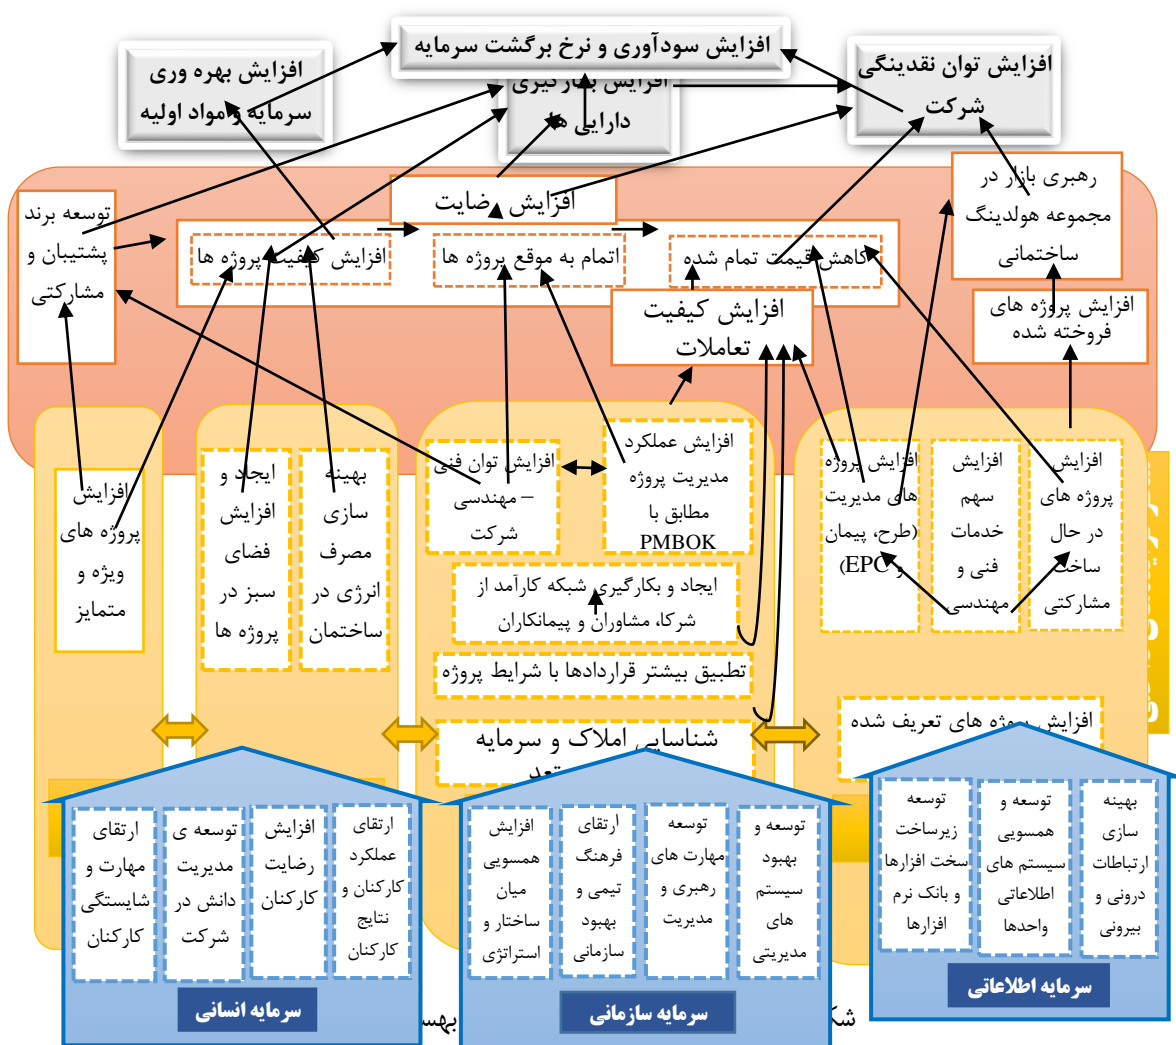 افزایش سودآوری و نرخ برگشت سرمایه
افزایش توان نقدینگی
شرکت
افزایش بکارگیری
دارایی ها
افزایش بهره وری
سرمایه و مواد اولیه
رهبری بازار در
مجموعه هولدینگ
ساختمانی
افزایش رضایت
توسعه برند
پشتیبان و
مشارکتی
کاهش قیمت تمام شده
اتمام به موقع پروژه ها
افزایش کیفیت پروژه ها
افزایش پروژه های
فروخته شده
افزایش کیفیت
تعاملات
افزایش
پروژه های
در حال
ساخت
مشارکتی
افزایش
سهم
خدمات
فنی و
مهندسی
افزایش پروژه
های مدیریت
(طرح، پیمان
و EPC)
افزایش عملکرد
مدیریت پروژه
مطابق با
PMBOK
افزایش توان فنی
– مهندسی
شرکت
بهینه
سازی
مصرف
انرژی در
ساختمان
ایجاد و
افزایش
فضای
سبز در
پروژه ها
افزایش
پروژه های
ویژه و
متمایز
ایجاد و بکارگیری شبکه کارآمد از
شرکا، مشاوران و پیمانکاران
تطبیق بیشتر قراردادها با شرایط پروژه
شناسایی املاک و سرمایه
افزایش پروژه های تعریف شده
بهینه
سازی
ارتباطات
درونی و
بیرونی
توسعه و
همسویی
سیستم های
اطلاعاتی
واحدها
توسعه
زیرساخت
سخت افزارها
و بانک نرم
افزارها
سرمایه اطلاعاتی
توسعه و
بهبود
سیستم
های
مدیریتی
توسعه
مهارت های
رهبری و
مدیریت
ارتقای
فرهنگ
تیمی و
بهبود
سازمانی
افزایش
همسویی
میان
ساختار و
استراتژی
سرمایه سازمانی
ارتقای
عملکرد
کارکنان و
نتایج
کارکنان
افزایش
رضایت
کارکنان
توسعه ی
مدیریت
دانش در
شرکت
ارتقای
مهارت و
شایستگی
کارکنان
سرمایه انسانی